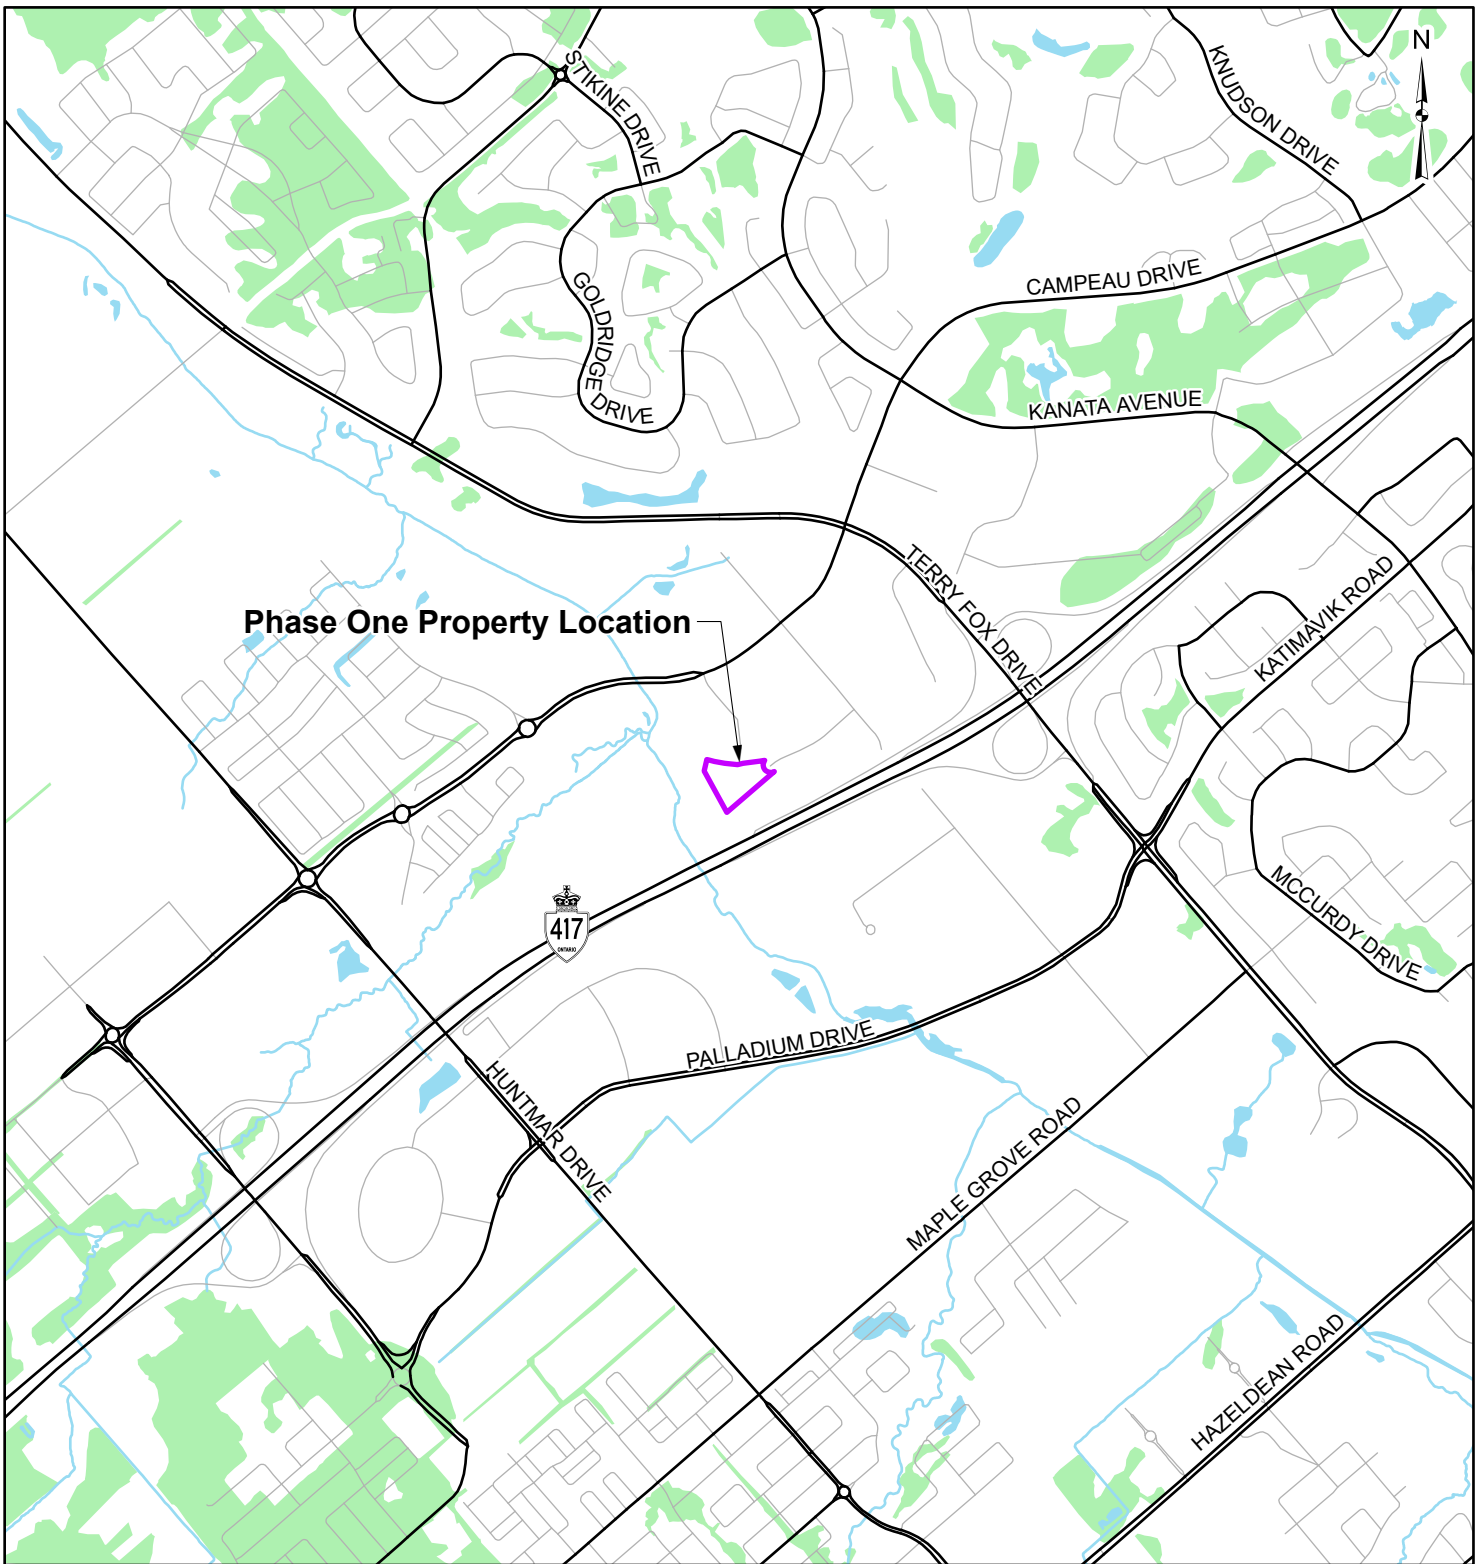 N
STIKINE DRIVE
KNUDSON DRIVE
CAMPEAU DRIVE
GOLDRIDGE DRIVE
KANATA AVENUE
TERRY FOX DRIVE
KATIMAVIK ROAD
Phase One Property Location
MCCURDY DRIVE
417
ONTARIO
PALLADIUM DRIVE
HUNTMAR DRIVE
MAPLE GROVE ROAD
HAZELDEAN ROAD